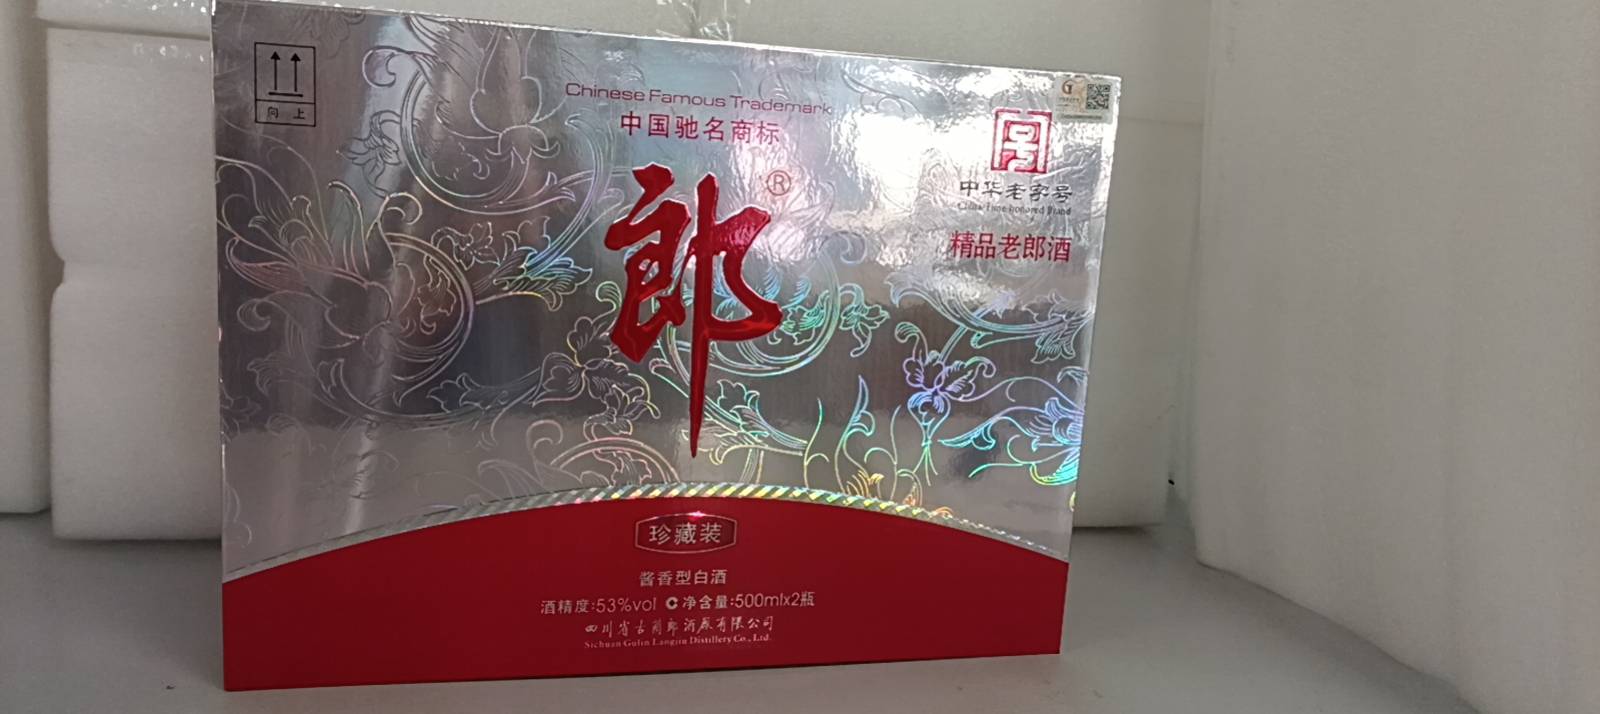 向 上
Chinese Famous Trademark
中国驰名商标
郎®
号
中华老字号
China Time-honored Brand
精品老郎酒
珍藏装
酱香型白酒
酒精度:53%vol 净含量:500mlx2瓶
四川省古蔺郎酒厂有限公司
Sichuan Gulin Langjiu Distillery Co., Ltd.